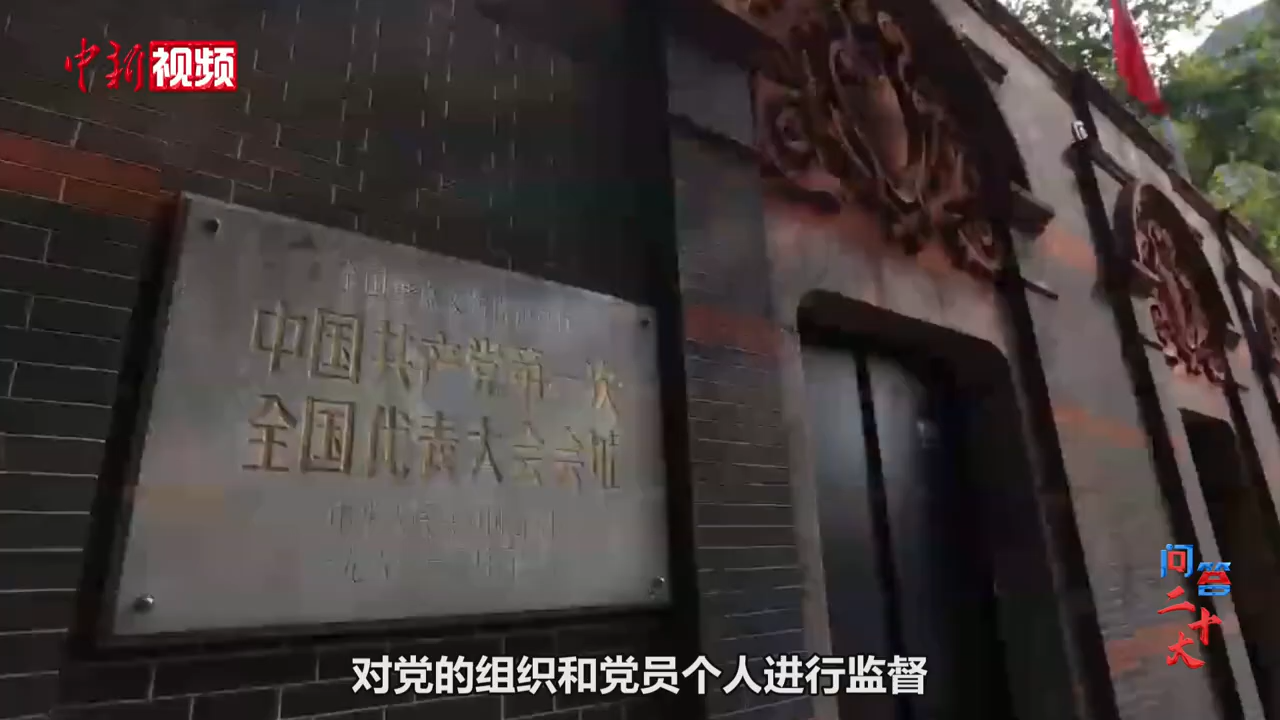 中新视频
中国共产党第一次
全国代表大会会址
问答
二十大
对党的组织和党员个人进行监督